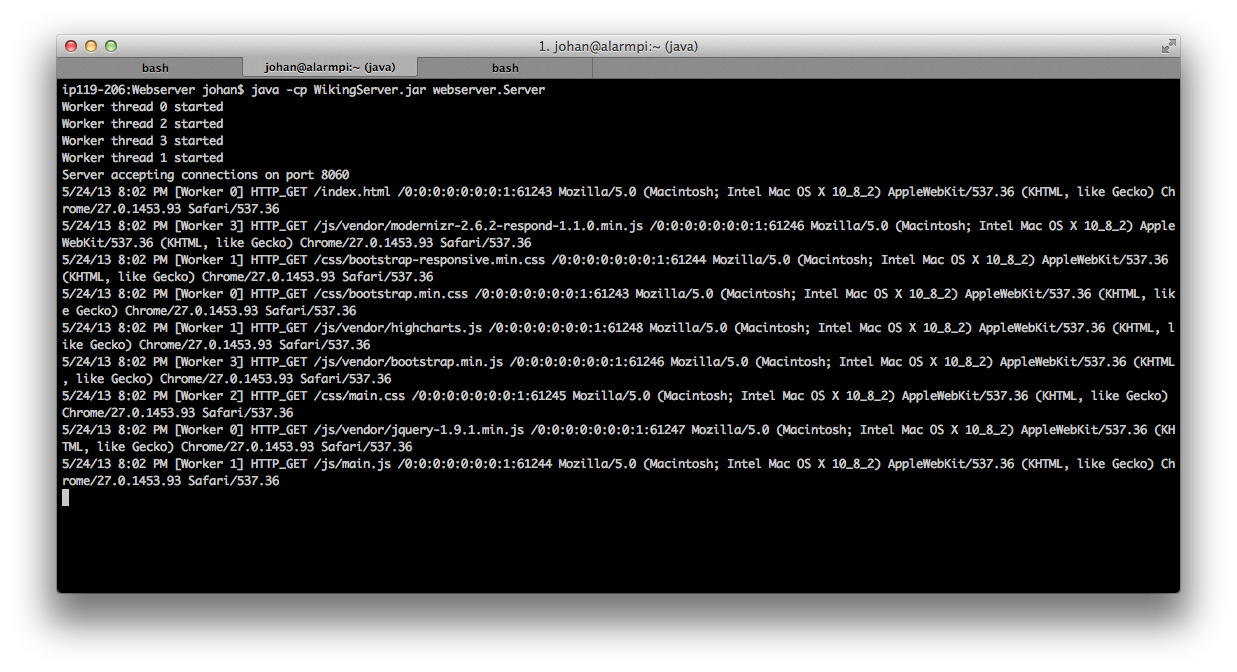 1. johan@alarmpi:~ (java)
bash
johan@alarmpi:~ (java)
bash
ip119-206:Webserver johan$ java -cp WikingServer.jar webserver.Server
Worker thread 0 started
Worker thread 2 started
Worker thread 3 started
Worker thread 1 started
Server accepting connections on port 8060
5/24/13 8:02 PM [Worker 0] HTTP_GET /index.html /0:0:0:0:0:0:0:1:61243 Mozilla/5.0 (Macintosh; Intel Mac OS X 10_8_2) AppleWebKit/537.36 (KHTML, like Gecko) Ch
rome/27.0.1453.93 Safari/537.36
5/24/13 8:02 PM [Worker 3] HTTP_GET /js/vendor/modernizr-2.6.2-respond-1.1.0.min.js /0:0:0:0:0:0:0:1:61246 Mozilla/5.0 (Macintosh; Intel Mac OS X 10_8_2) Apple
WebKit/537.36 (KHTML, like Gecko) Chrome/27.0.1453.93 Safari/537.36
5/24/13 8:02 PM [Worker 1] HTTP_GET /css/bootstrap-responsive.min.css /0:0:0:0:0:0:0:1:61244 Mozilla/5.0 (Macintosh; Intel Mac OS X 10_8_2) AppleWebKit/537.36
(KHTML, like Gecko) Chrome/27.0.1453.93 Safari/537.36
5/24/13 8:02 PM [Worker 0] HTTP_GET /css/bootstrap.min.css /0:0:0:0:0:0:0:1:61243 Mozilla/5.0 (Macintosh; Intel Mac OS X 10_8_2) AppleWebKit/537.36 (KHTML, lik
e Gecko) Chrome/27.0.1453.93 Safari/537.36
5/24/13 8:02 PM [Worker 1] HTTP_GET /js/vendor/highcharts.js /0:0:0:0:0:0:0:1:61248 Mozilla/5.0 (Macintosh; Intel Mac OS X 10_8_2) AppleWebKit/537.36 (KHTML, l
ike Gecko) Chrome/27.0.1453.93 Safari/537.36
5/24/13 8:02 PM [Worker 3] HTTP_GET /js/vendor/bootstrap.min.js /0:0:0:0:0:0:0:1:61246 Mozilla/5.0 (Macintosh; Intel Mac OS X 10_8_2) AppleWebKit/537.36 (KHTML
, like Gecko) Chrome/27.0.1453.93 Safari/537.36
5/24/13 8:02 PM [Worker 2] HTTP_GET /css/main.css /0:0:0:0:0:0:0:1:61245 Mozilla/5.0 (Macintosh; Intel Mac OS X 10_8_2) AppleWebKit/537.36 (KHTML, like Gecko)
Chrome/27.0.1453.93 Safari/537.36
5/24/13 8:02 PM [Worker 0] HTTP_GET /js/vendor/jquery-1.9.1.min.js /0:0:0:0:0:0:0:1:61247 Mozilla/5.0 (Macintosh; Intel Mac OS X 10_8_2) AppleWebKit/537.36 (KH
TML, like Gecko) Chrome/27.0.1453.93 Safari/537.36
5/24/13 8:02 PM [Worker 1] HTTP_GET /js/main.js /0:0:0:0:0:0:0:1:61244 Mozilla/5.0 (Macintosh; Intel Mac OS X 10_8_2) AppleWebKit/537.36 (KHTML, like Gecko) Ch
rome/27.0.1453.93 Safari/537.36